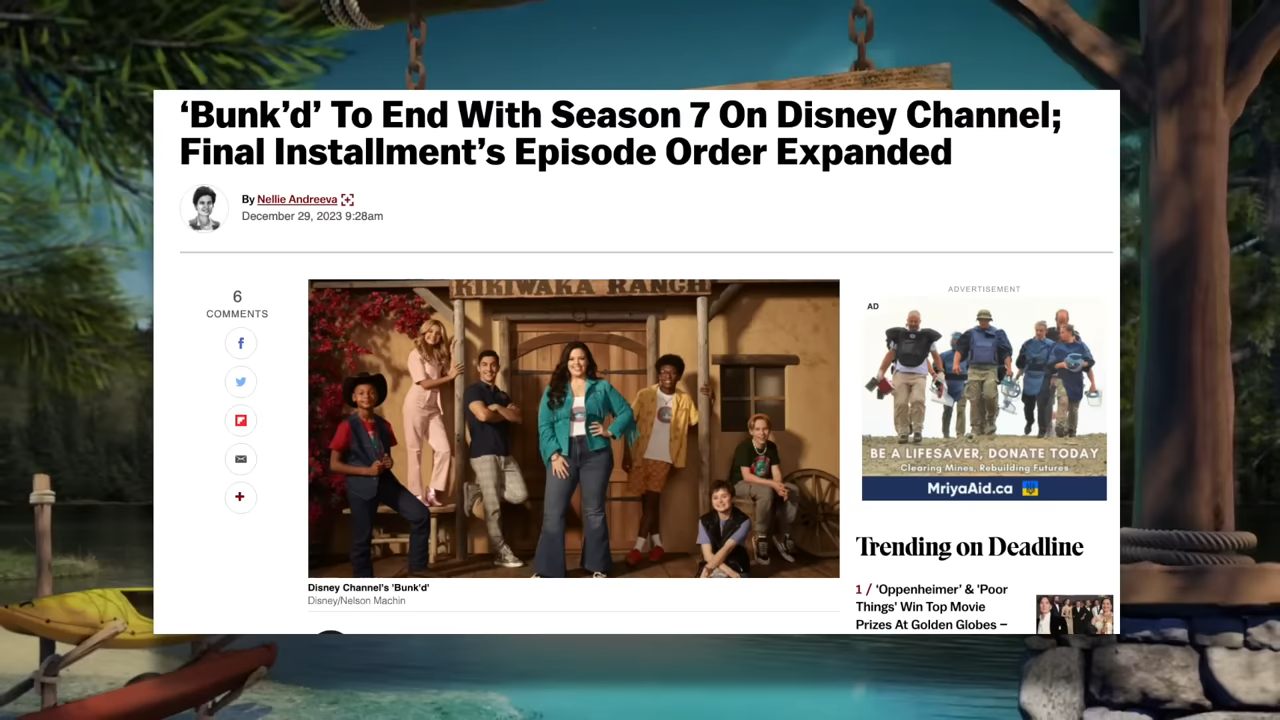 ‘Bunk’d’ To End With Season 7 On Disney Channel;
Final Installment’s Episode Order Expanded
By Nellie Andreeva
December 29, 2023 9:28am
6
COMMENTS
KIKIWAKA RANCH
Disney Channel's 'Bunk'd'
Disney/Nelson Machin
ADVERTISEMENT
AD
BE A LIFESAVER, DONATE TODAY
Clearing Mines, Rebuilding Futures
MriyaAid.ca
Trending on Deadline
1 / ‘Oppenheimer’ & ‘Poor
Things’ Win Top Movie
Prizes At Golden Globes –